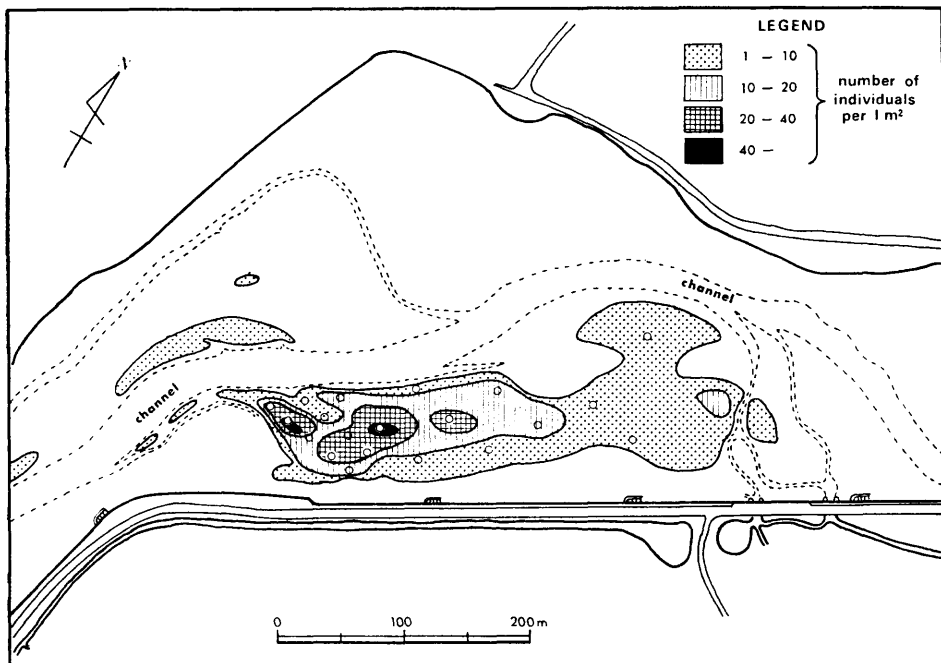 LEGEND
1 – 10
10 – 20
20 – 40
40 –
number of
individuals
per 1 m²
channel
channel
0 100 200 m